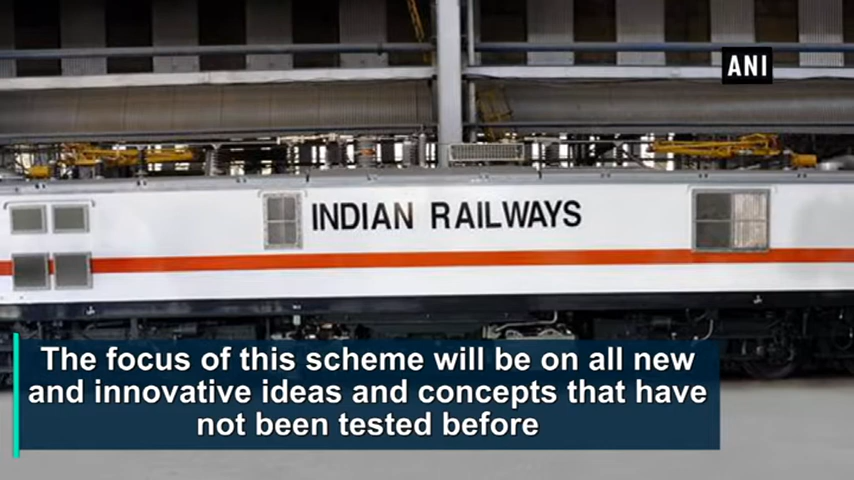 ANI
INDIAN RAILWAYS
The focus of this scheme will be on all new
and innovative ideas and concepts that have
not been tested before